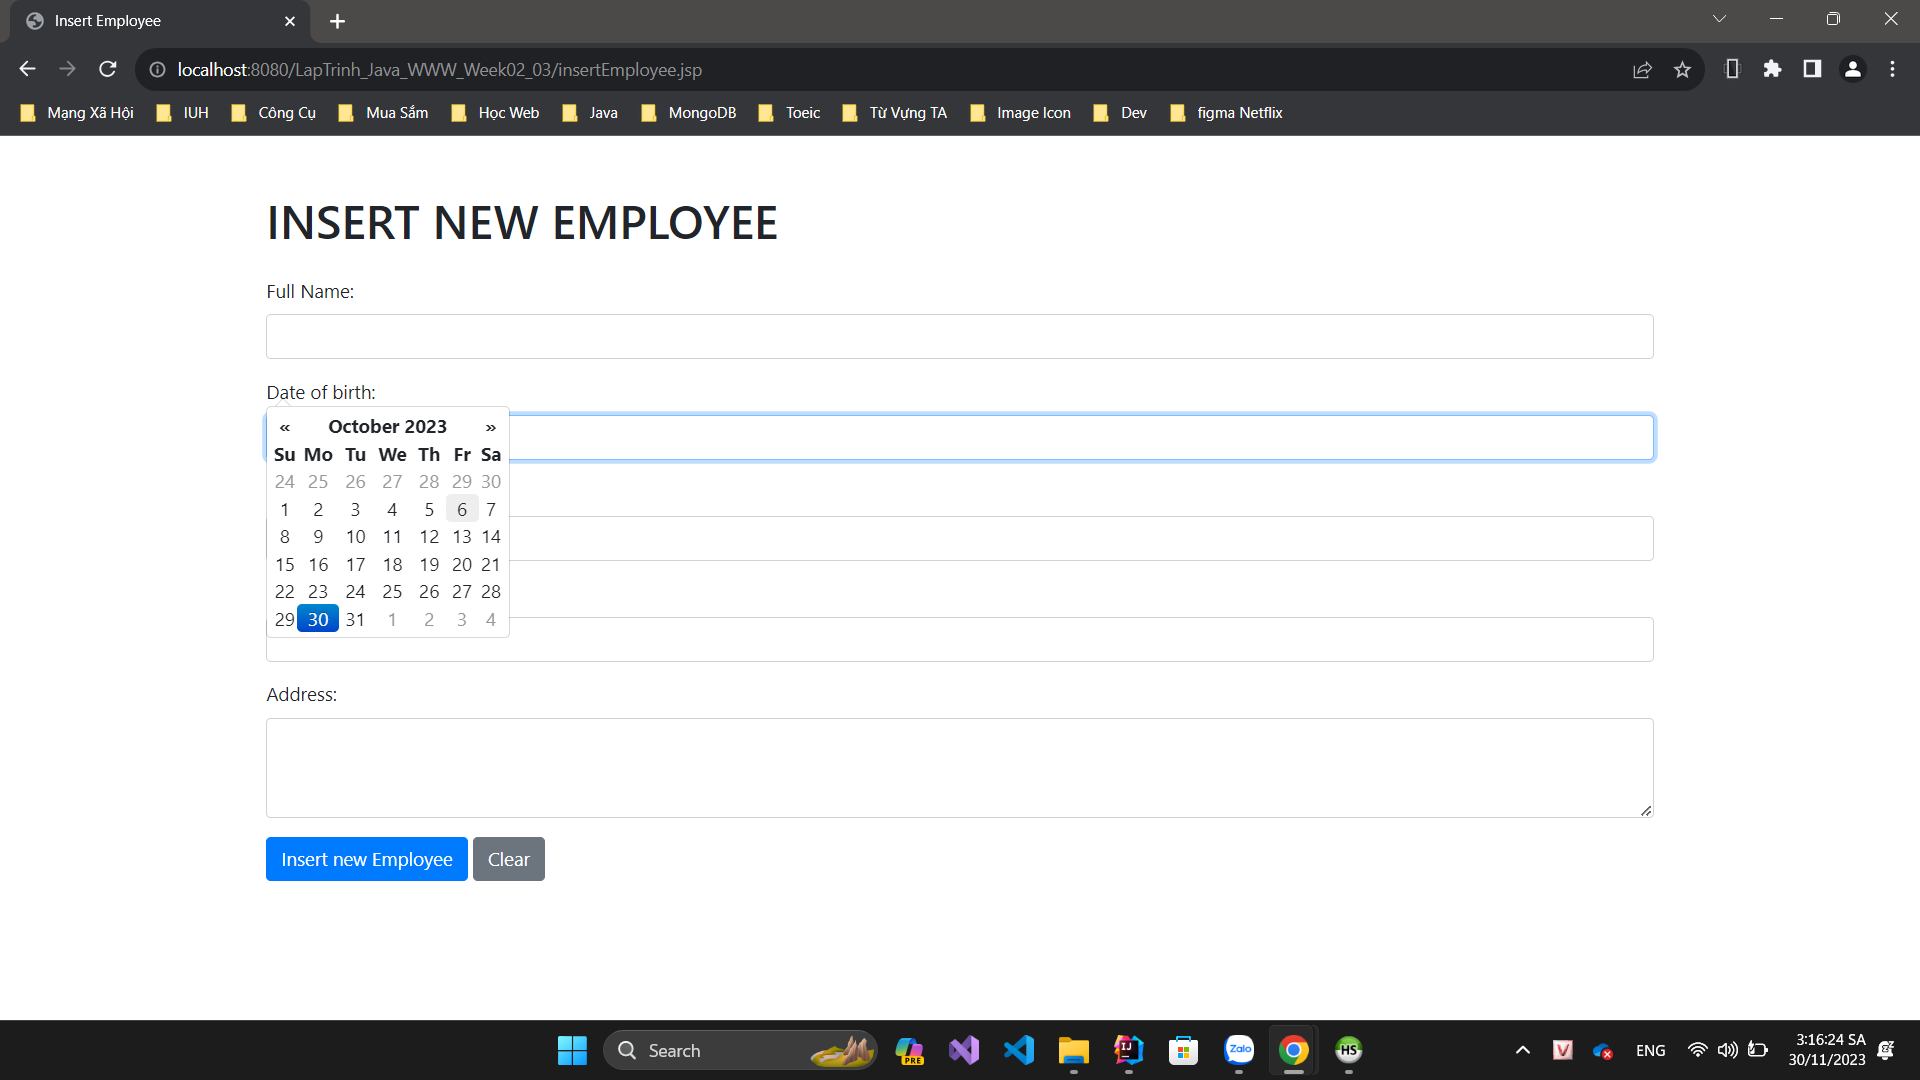 Insert Employee
localhost:8080/LapTrinh_Java_WWW_Week02_03/insertEmployee.jsp
Mạng Xã Hội IUH Công Cụ Mua Sắm Học Web Java MongoDB Toeic Từ Vựng TA Image Icon Dev figma Netflix
INSERT NEW EMPLOYEE
Full Name:
Date of birth:
« October 2023 »
Su Mo Tu We Th Fr Sa
24 25 26 27 28 29 30
1 2 3 4 5 6 7
8 9 10 11 12 13 14
15 16 17 18 19 20 21
22 23 24 25 26 27 28
29 30 31 1 2 3 4
Address:
Insert new Employee Clear
Search PRE IJ Zalo HS V ENG 3:16:24 SA
30/11/2023